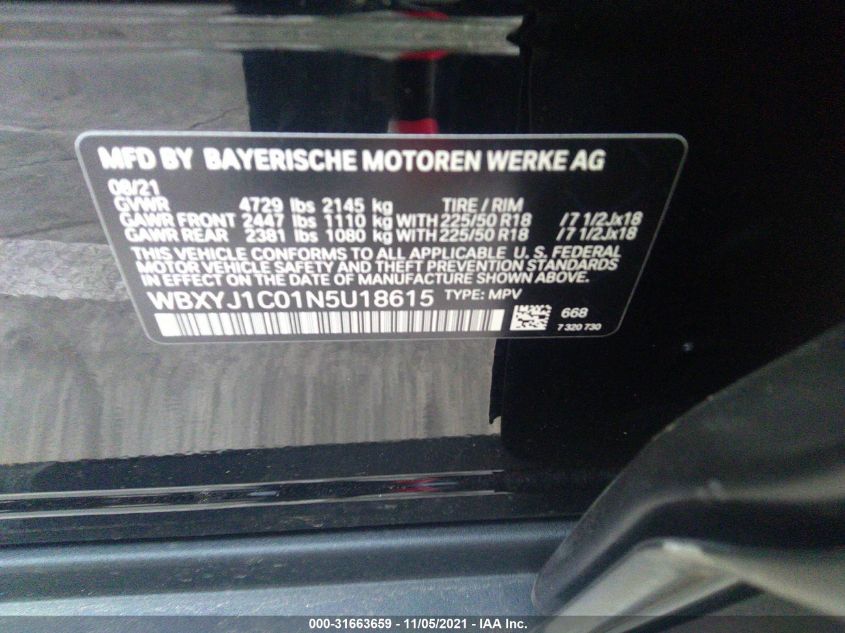 MFD BY BAYERISCHE MOTOREN WERKE AG
08/21
GVWR 4729 lbs 2145 kg TIRE / RIM
GAWR FRONT 2447 lbs 1110 kg WITH 225/50 R18 /7 1/2Jx18
GAWR REAR 2381 lbs 1080 kg WITH 225/50 R18 /7 1/2Jx18
THIS VEHICLE CONFORMS TO ALL APPLICABLE U. S. FEDERAL
MOTOR VEHICLE SAFETY AND THEFT PREVENTION STANDARDS
IN EFFECT ON THE DATE OF MANUFACTURE SHOWN ABOVE.
WBXYJ1C01N5U18615 TYPE: MPV
668
7 320 730
000-31663659 - 11/05/2021 - IAA Inc.